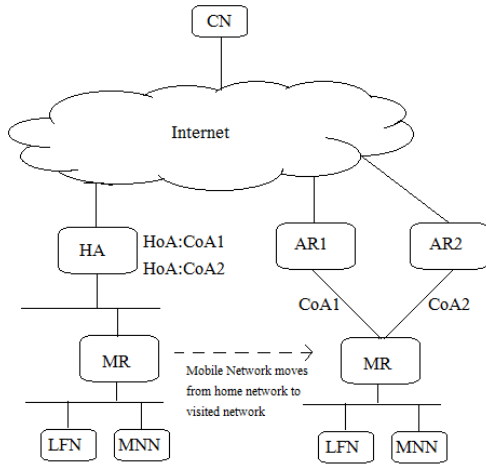 CN
Internet
HA
HoA:CoA1
HoA:CoA2
AR1
AR2
CoA1
CoA2
MR
Mobile Network moves
from home network to
visited network
MR
LFN
MNN
LFN
MNN